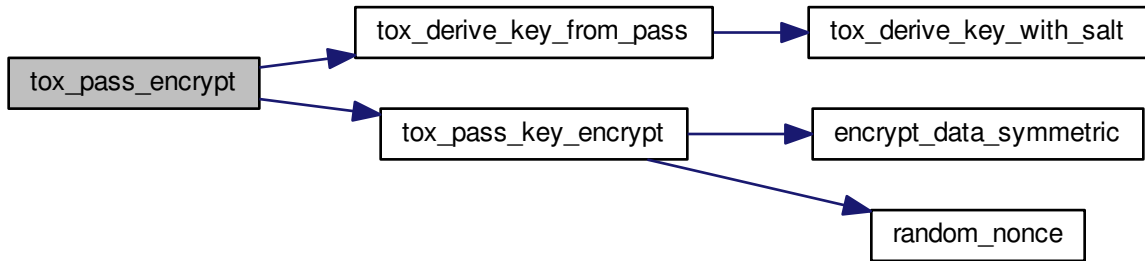 tox_pass_encrypt
tox_derive_key_from_pass
tox_derive_key_with_salt
tox_pass_key_encrypt
encrypt_data_symmetric
random_nonce